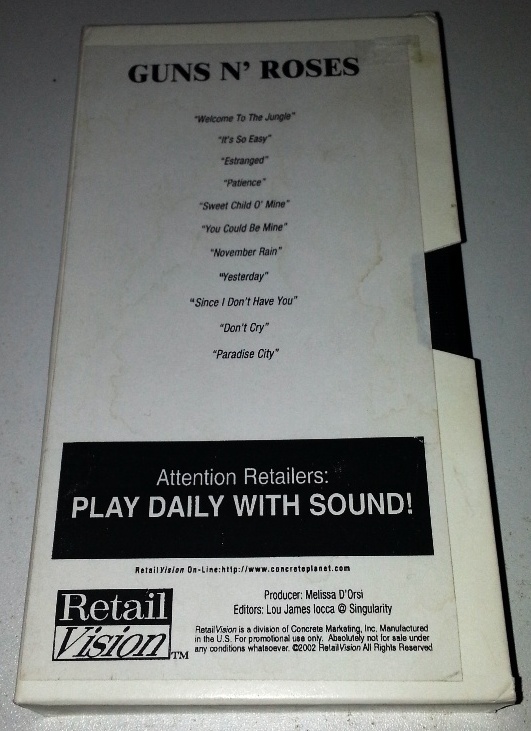 GUNS N' ROSES
"Welcome To The Jungle"
"It's So Easy"
"Estranged"
"Patience"
"Sweet Child O' Mine"
"You Could Be Mine"
"November Rain"
"Yesterday"
"Since I Don't Have You"
"Don't Cry"
"Paradise City"
Attention Retailers:
PLAY DAILY WITH SOUND!
RetailVision On-Line:http://www.concreteplanet.com
Retail
Vision TM
Producer: Melissa D'Orsi
Editors: Lou James Iocca @ Singularity
RetailVision is a division of Concrete Marketing, Inc. Manufactured
in the U.S. For promotional use only. Absolutely not for sale under
any conditions whatsoever. ©2002 RetailVision All Rights Reserved